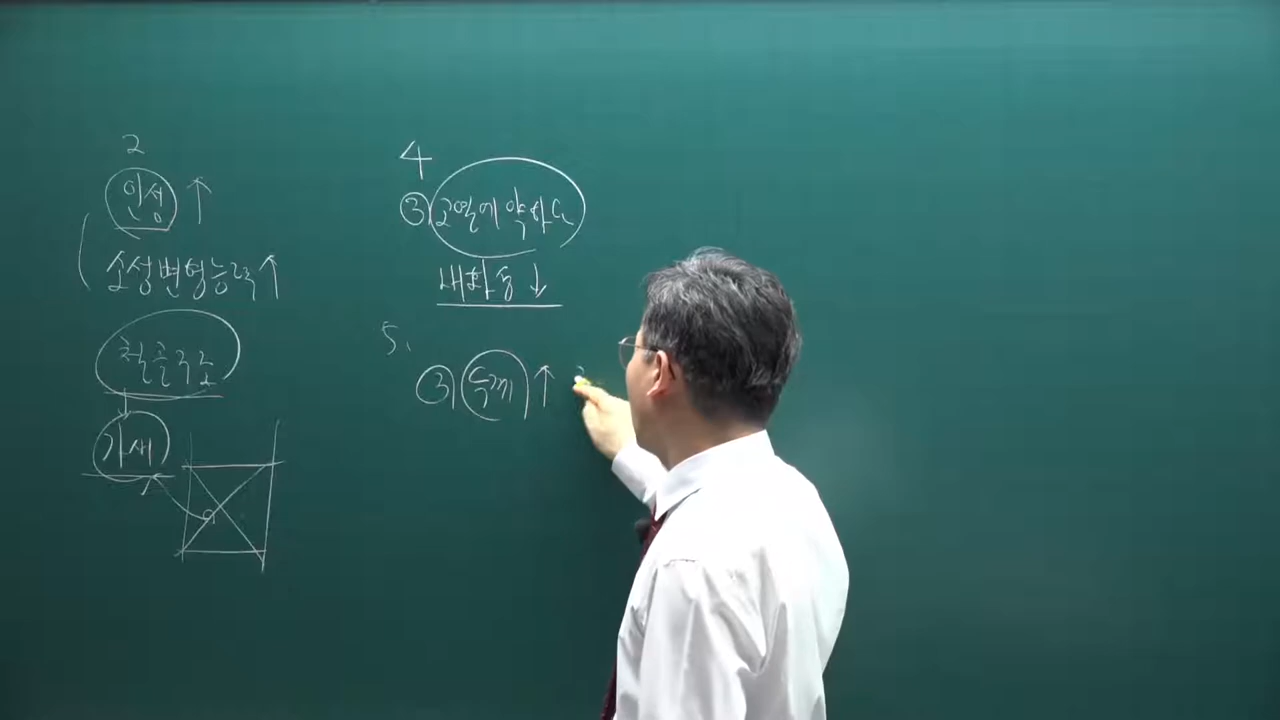 2
인성 ↑
소성변형능력 ↑
철골구조
가새
4
③ 고열에 약하다
내화성 ↓
5.
③ 두께 ↑